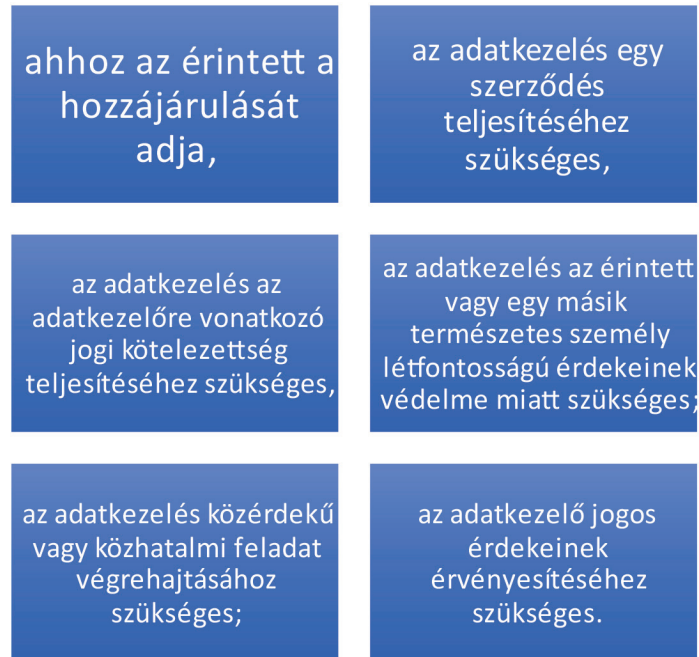 ahhoz az érintett a
hozzájárulását
adja,
az adatkezelés egy
szerződés
teljesítéséhez
szükséges,
az adatkezelés az
adatkezelőre vonatkozó
jogi kötelezettség
teljesítéséhez szükséges,
az adatkezelés az érintett
vagy egy másik
természetes személy
létfontosságú érdekeinek
védelme miatt szükséges;
az adatkezelés közérdekű
vagy közhatalmi feladat
végrehajtásához
szükséges;
az adatkezelő jogos
érdekeinek
érvényesítéséhez
szükséges.